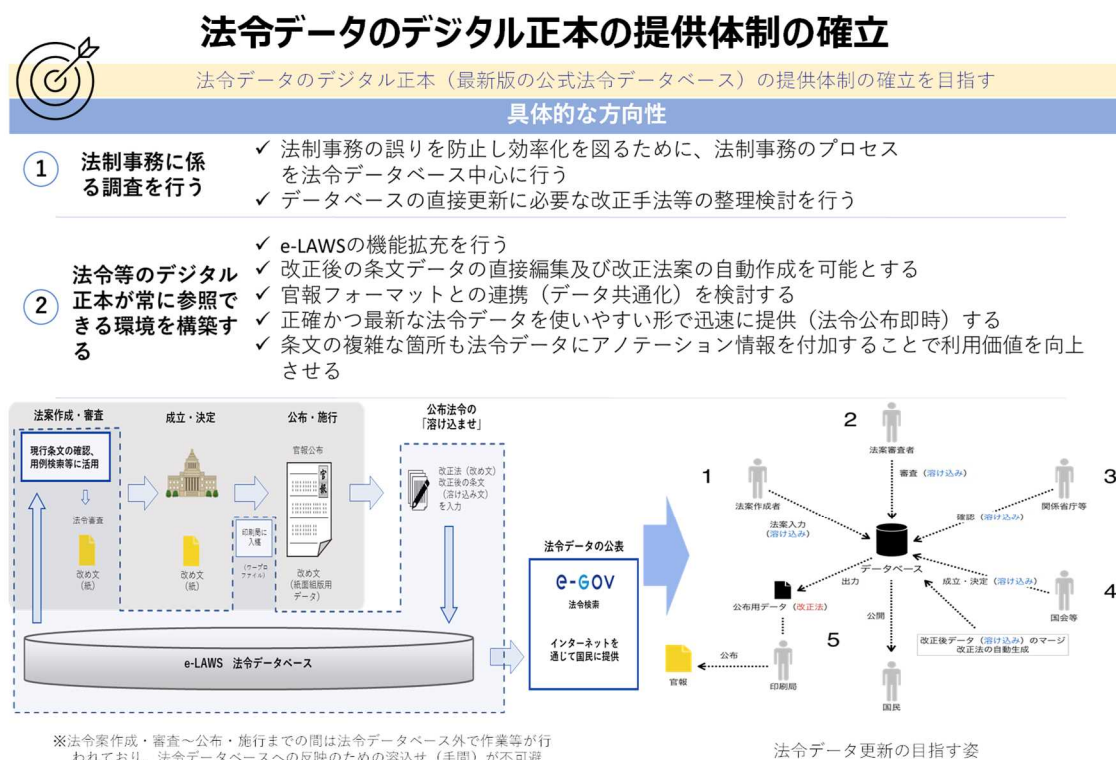 法令データのデジタル正本の提供体制の確立
法令データのデジタル正本（最新版の公式法令データベース）の提供体制の確立を目指す
具体的な方向性
1
法制事務に係
る調査を行う
✓ 法制事務の誤りを防止し効率化を図るために、法制事務のプロセス
を法令データベース中心に行う
✓ データベースの直接更新に必要な改正手法等の整理検討を行う
2
法令等のデジタル
正本が常に参照で
きる環境を構築す
る
✓ e-LAWSの機能拡充を行う
✓ 改正後の条文データの直接編集及び改正法案の自動作成を可能とする
✓ 官報フォーマットとの連携（データ共通化）を検討する
✓ 正確かつ最新な法令データを使いやすい形で迅速に提供（法令公布即時）する
✓ 条文の複雑な箇所も法令データにアノテーション情報を付加することで利用価値を向上
させる
法案作成・審査
現行条文の確認、
用例検索等に活用
法令審査
改め文
（紙）
成立・決定
改め文
（紙）
公布・施行
官報公布
官報
印刷局に
入稿
（ワープロ
ファイル）
改め文
（紙面組版用
データ）
公布法令の
「溶け込ませ」
改正法（改め文）
改正後の条文
（溶け込み文）
を入力
e-LAWS 法令データベース
法令データの公表
e-GOV
法令検索
インターネットを
通じて国民に提供
1
法案作成者
法案入力
（溶け込み）
2
法案審査者
審査（溶け込み）
3
関係省庁等
確認（溶け込み）
データベース
4
国会等
成立・決定（溶け込み）
改正後データ（溶け込み）のマージ
改正法の自動生成
出力
公布用データ（改正法）
公開
5
公布
官報
印刷局
国民
※法令案作成・審査～公布・施行までの間は法令データベース外で作業等が行
われており、法令データベースへの反映のための溶込せ（手間）が不可避
法令データ更新の目指す姿